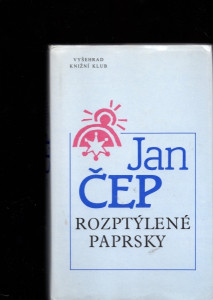 VYŠEHRAD
KNIŽNÍ KLUB
Jan
ČEP
ROZPTÝLENÉ
PAPRSKY